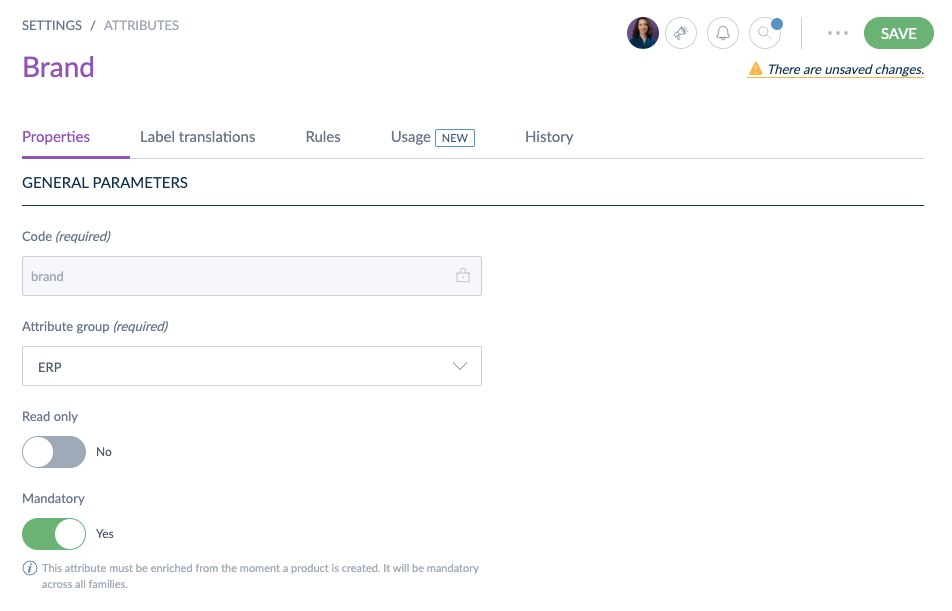 SETTINGS / ATTRIBUTES
SAVE
Brand
There are unsaved changes.
Properties Label translations Rules Usage NEW History
GENERAL PARAMETERS
Code (required)
brand
Attribute group (required)
ERP
Read only
No
Mandatory
Yes
This attribute must be enriched from the moment a product is created. It will be mandatory
across all families.